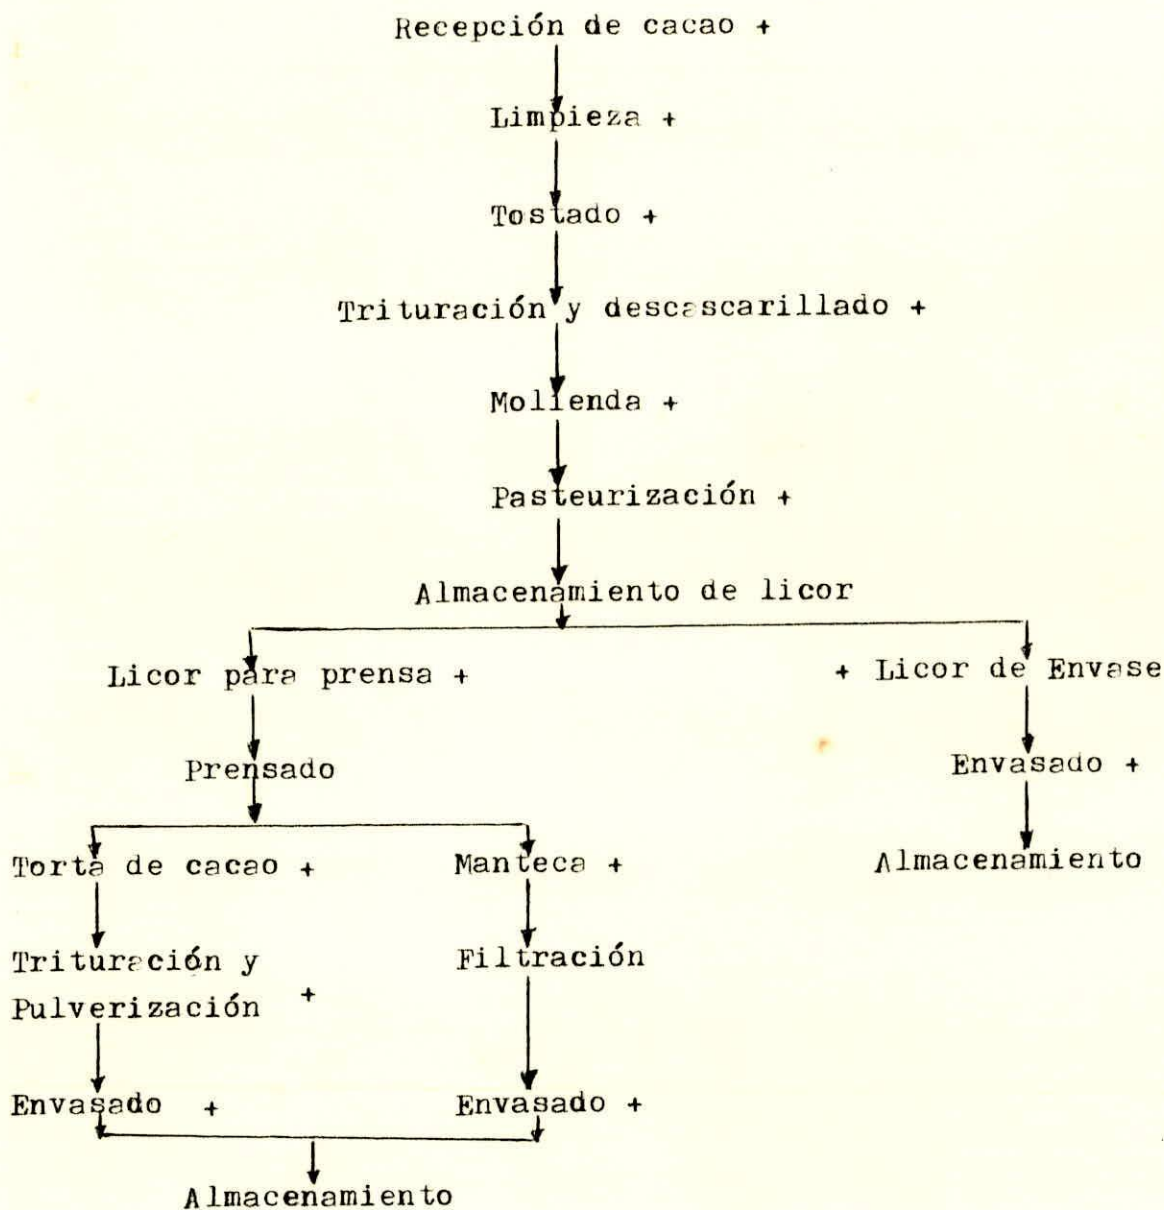 Recepción de cacao +
Limpieza +
Tostado +
Trituración y descascarillado +
Molienda +
Pasteurización +
Almacenamiento de licor
Licor para prensa +
+ Licor de Envase
Prensado
Envasado +
Torta de cacao +
Manteca +
Almacenamiento
Trituración y
Pulverización +
Filtración
Envasado +
Envasado +
Almacenamiento